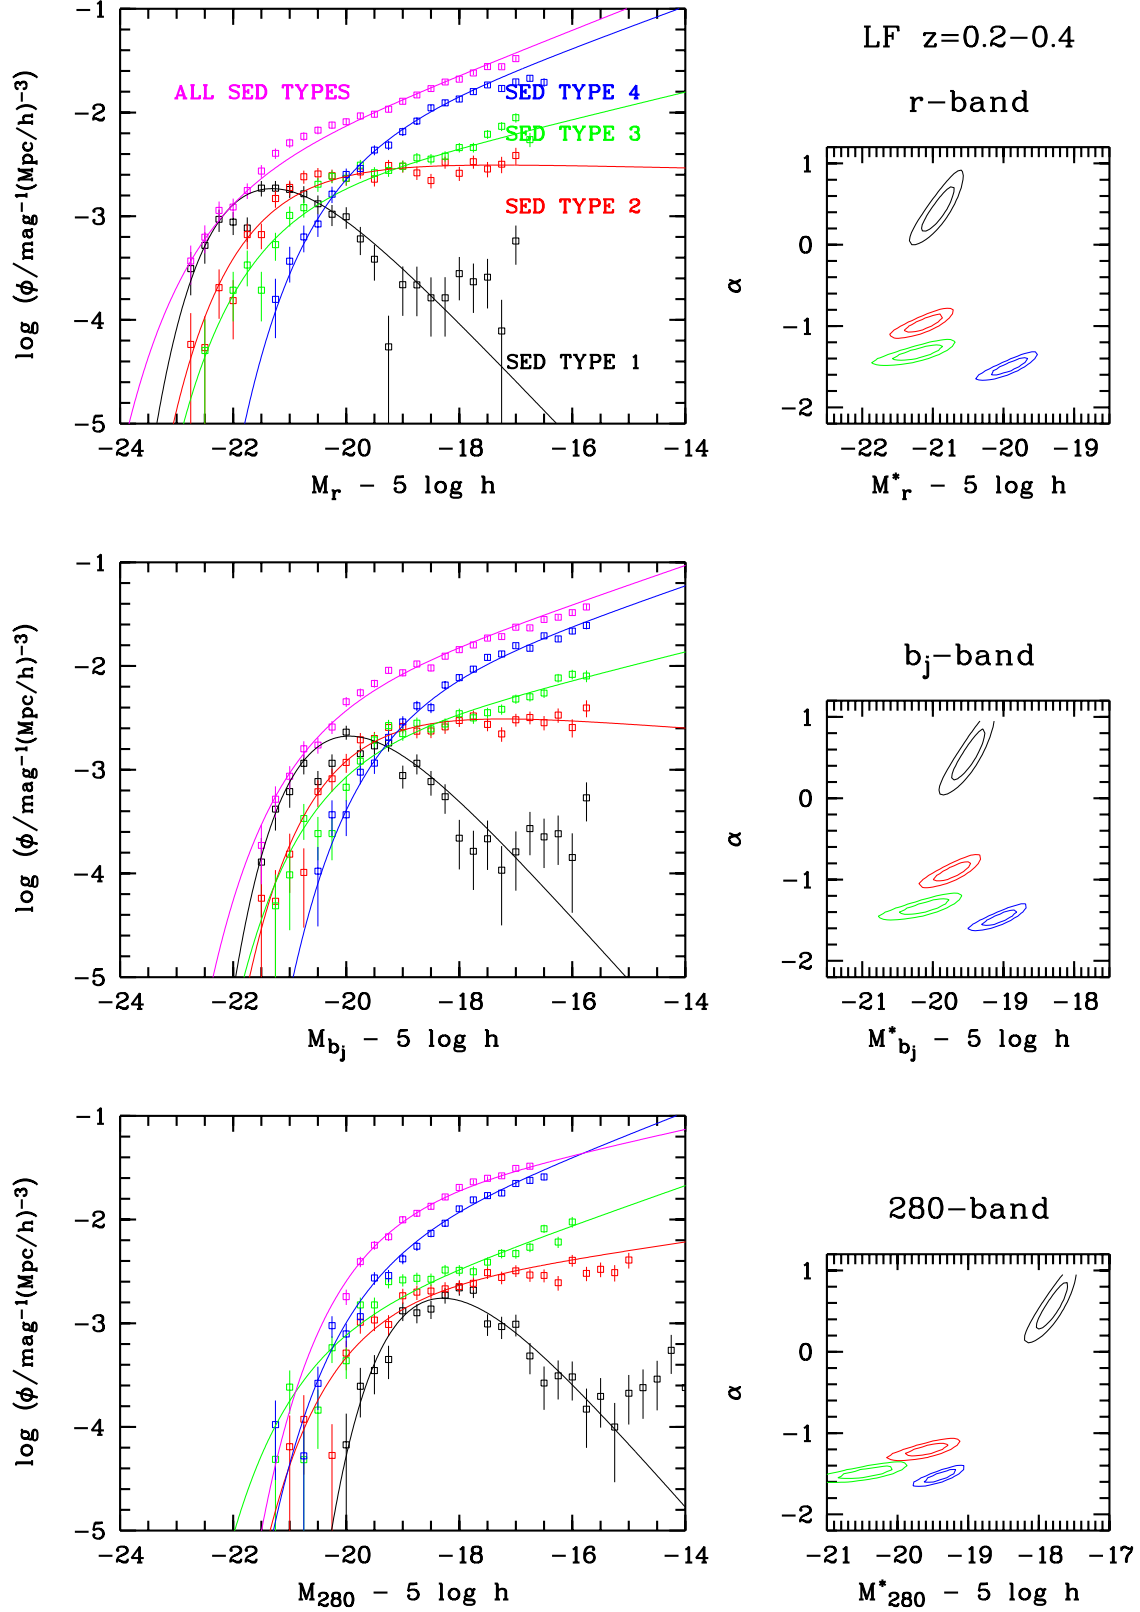 LF z=0.2−0.4
r−band
log (ϕ/mag⁻¹(Mpc/h)⁻³)
−1
−2
−3
−4
−5
ALL SED TYPES
SED TYPE 4
SED TYPE 3
SED TYPE 2
SED TYPE 1
−24 −22 −20 −18 −16 −14
M_r − 5 log h
α
1
0
−1
−2
−22 −21 −20 −19
M*_r − 5 log h
b_j−band
log (ϕ/mag⁻¹(Mpc/h)⁻³)
−1
−2
−3
−4
−5
−24 −22 −20 −18 −16 −14
M_bj − 5 log h
α
1
0
−1
−2
−21 −20 −19 −18
M*_bj − 5 log h
280−band
log (ϕ/mag⁻¹(Mpc/h)⁻³)
−1
−2
−3
−4
−5
−24 −22 −20 −18 −16 −14
M_280 − 5 log h
α
1
0
−1
−2
−21 −20 −19 −18 −17
M*_280 − 5 log h